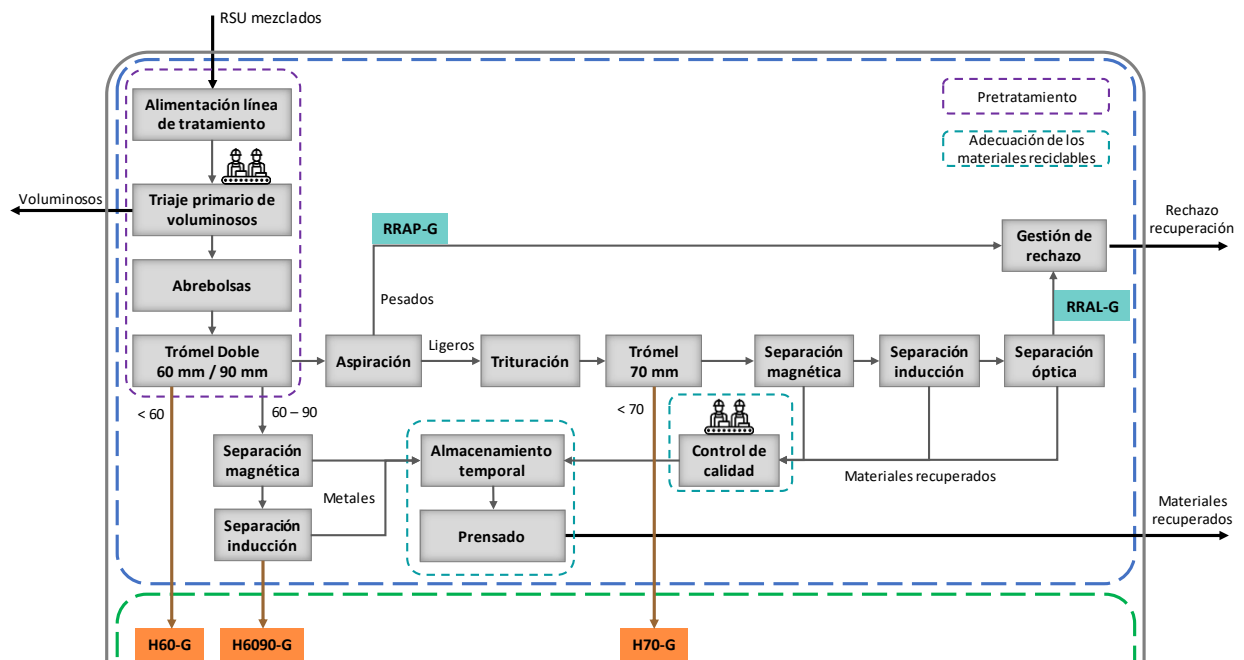 RSU mezclados
Pretratamiento
Alimentación línea
de tratamiento
Adecuación de los
materiales reciclables
Voluminosos
Triaje primario de
voluminosos
RRAP-G
Gestión de
rechazo
Rechazo
recuperación
Abrebolsas
Pesados
RRAL-G
Trómel Doble
60 mm / 90 mm
Aspiración
Ligeros
Trituración
Trómel
70 mm
Separación
magnética
Separación
inducción
Separación
óptica
< 60
60 – 90
< 70
Separación
magnética
Almacenamiento
temporal
Control de
calidad
Materiales recuperados
Metales
Separación
inducción
Prensado
Materiales
recuperados
H60-G
H6090-G
H70-G